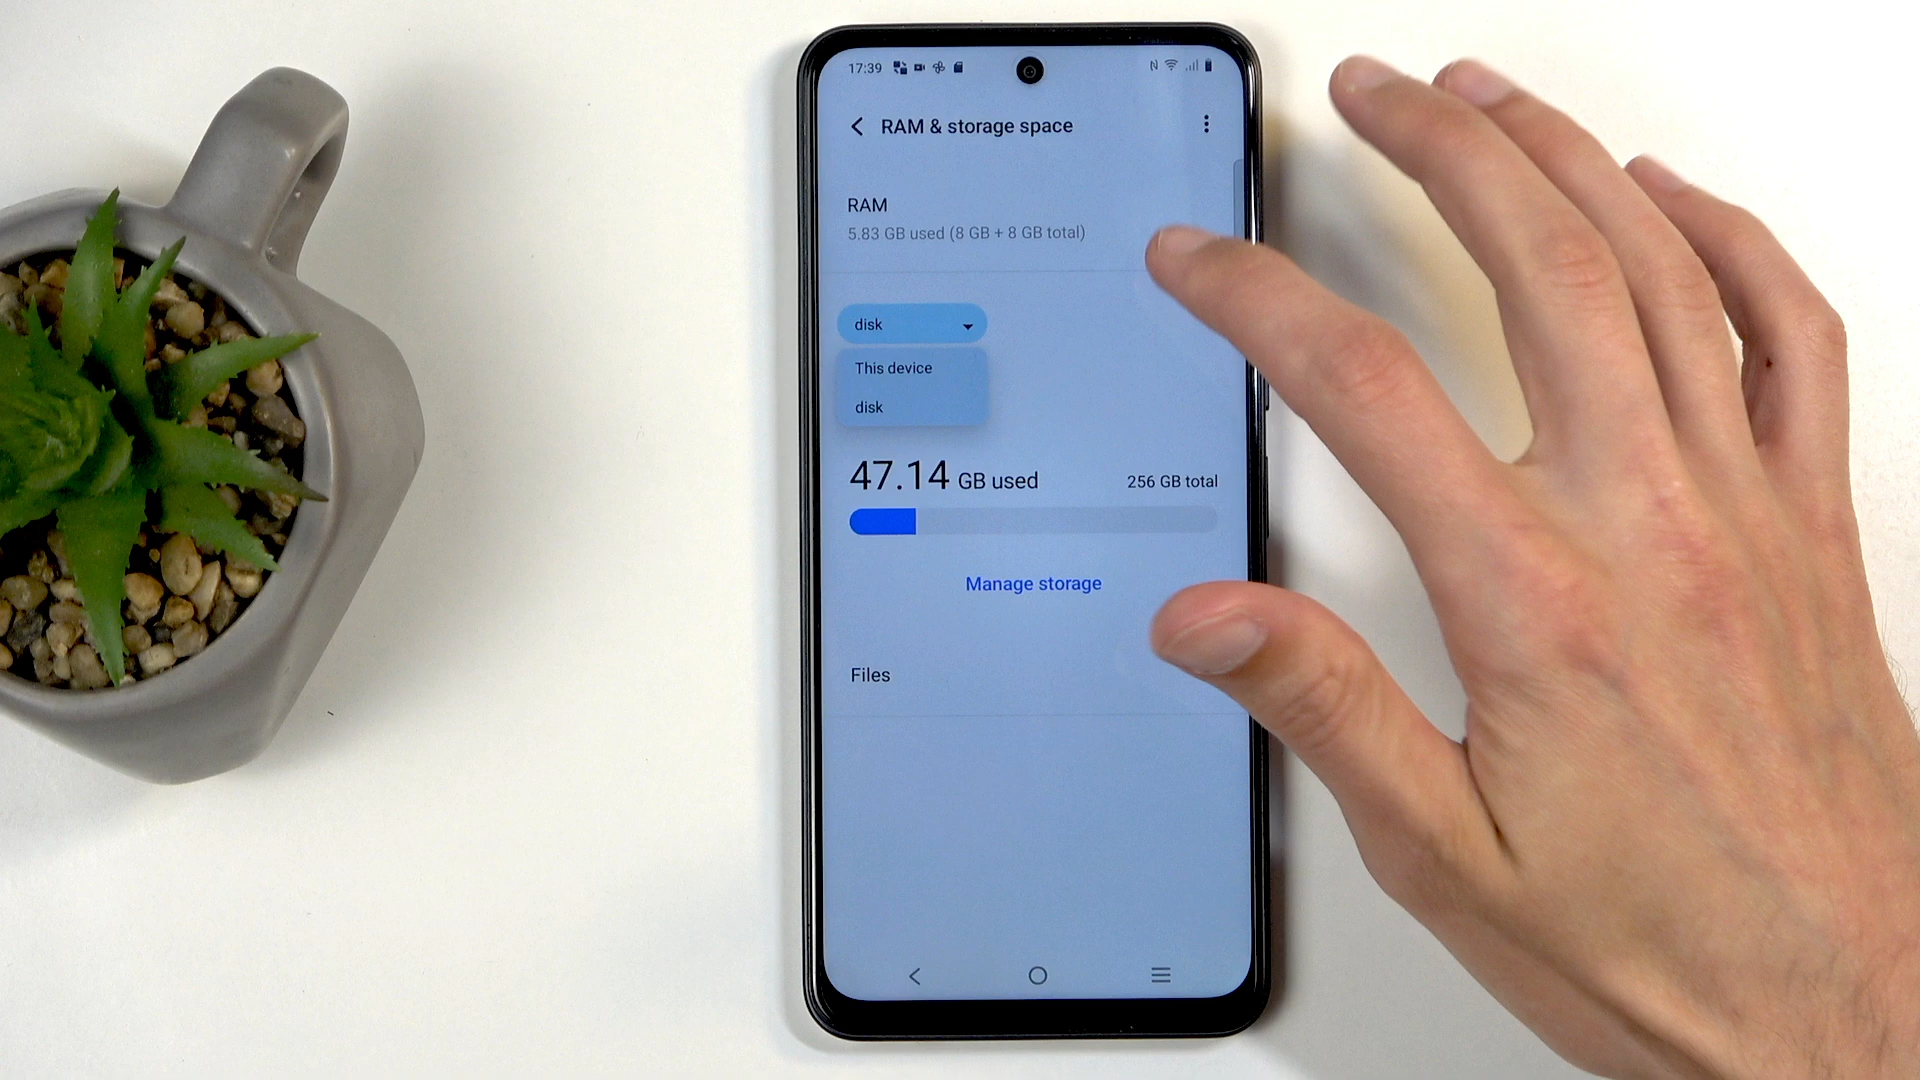 17:39
RAM & storage space
RAM
5.83 GB used (8 GB + 8 GB total)
disk
This device
disk
47.14 GB used
256 GB total
Manage storage
Files